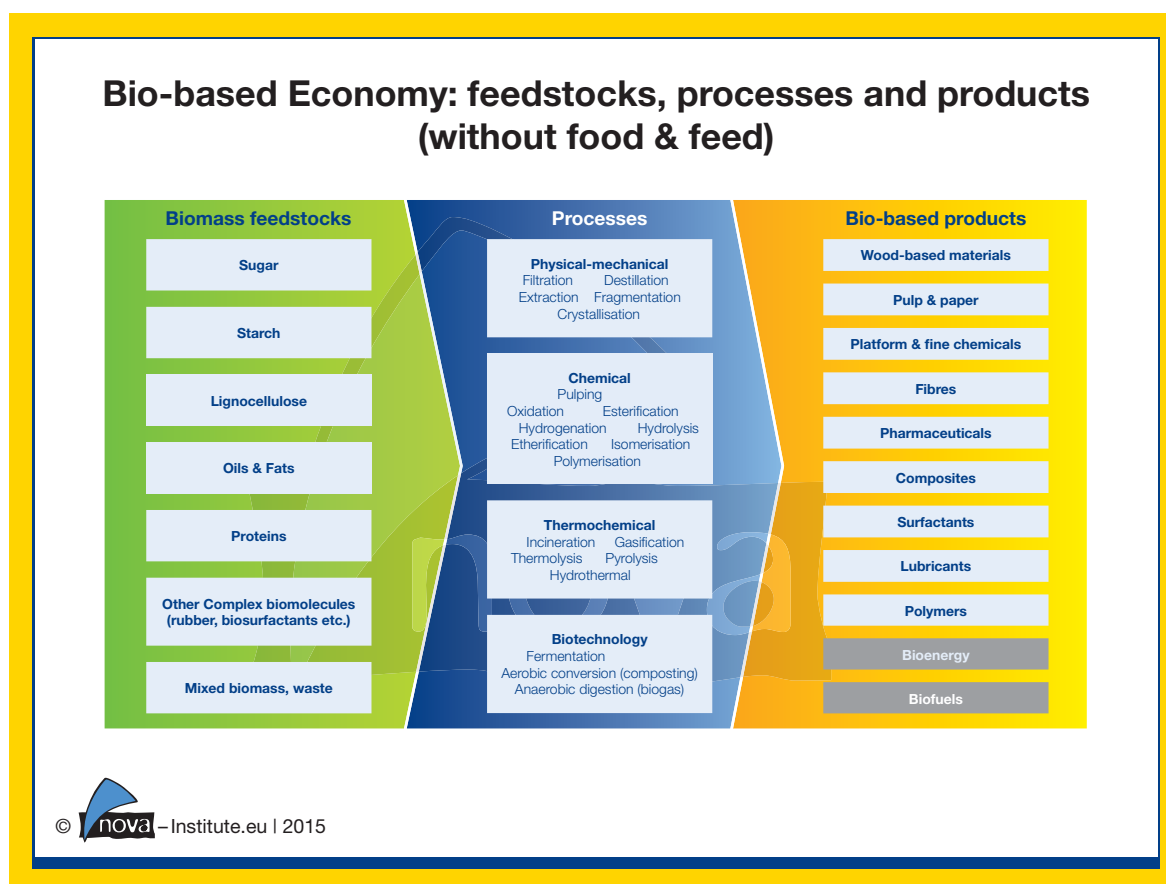 Bio-based Economy: feedstocks, processes and products
(without food & feed)
Biomass feedstocks
Sugar
Starch
Lignocellulose
Oils & Fats
Proteins
Other Complex biomolecules
(rubber, biosurfactants etc.)
Mixed biomass, waste
Processes
Physical-mechanical
Filtration Destillation
Extraction Fragmentation
Crystallisation
Chemical
Pulping
Oxidation Esterification
Hydrogenation Hydrolysis
Etherification Isomerisation
Polymerisation
Thermochemical
Incineration Gasification
Thermolysis Pyrolysis
Hydrothermal
Biotechnology
Fermentation
Aerobic conversion (composting)
Anaerobic digestion (biogas)
Bio-based products
Wood-based materials
Pulp & paper
Platform & fine chemicals
Fibres
Pharmaceuticals
Composites
Surfactants
Lubricants
Polymers
Bioenergy
Biofuels
nova
© nova –Institute.eu | 2015